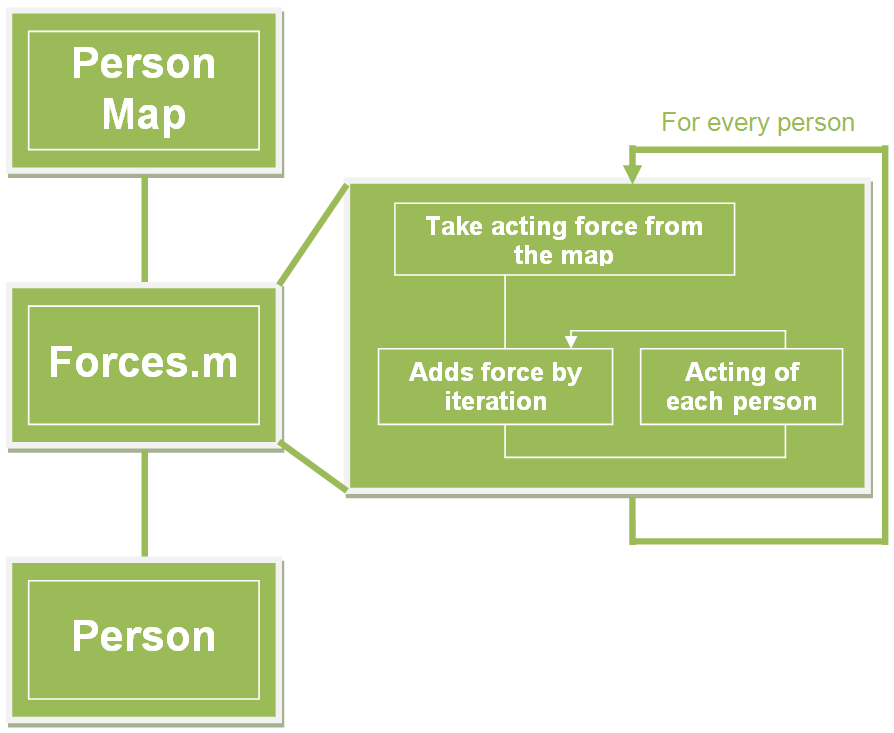 Person
Map
For every person
Take acting force from
the map
Forces.m
Adds force by
iteration
Acting of
each person
Person